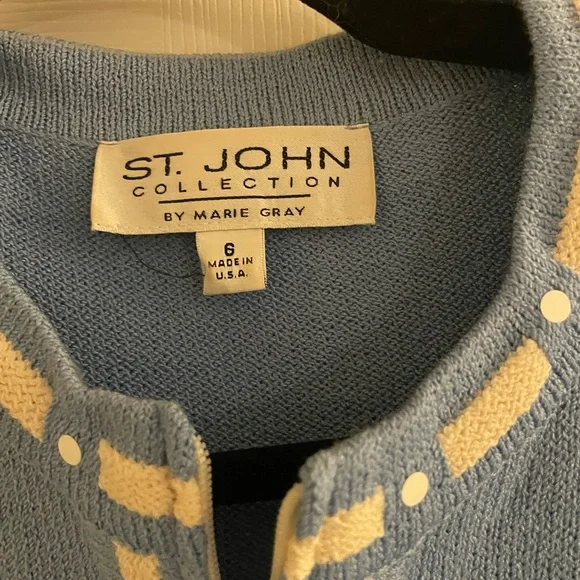 ST. JOHN
COLLECTION
BY MARIE GRAY
6
MADE IN
U.S.A.